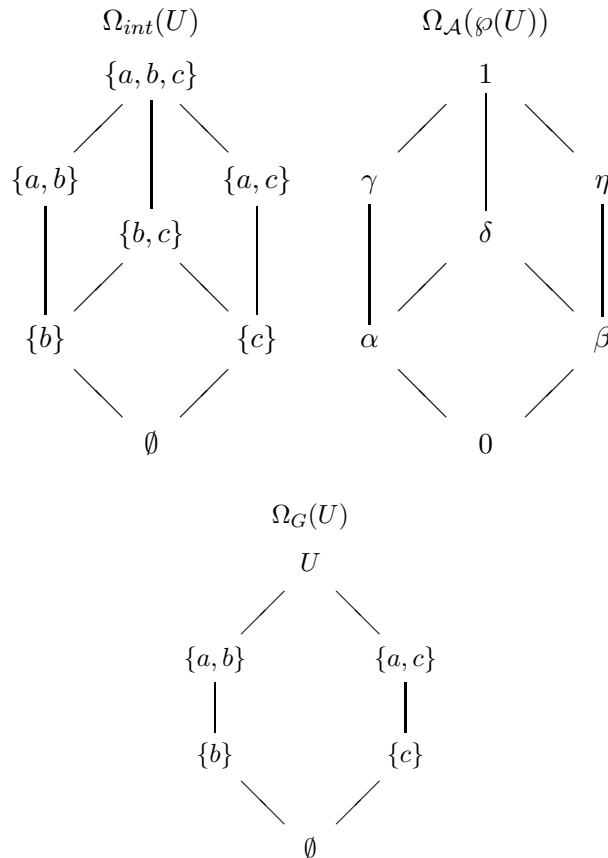 Ω_int(U) Ω_𝒜(℘(U))
{a, b, c} 1
{a, b} {a, c} γ η
{b, c} δ
{b} {c} α β
∅ 0
Ω_G(U)
U
{a, b} {a, c}
{b} {c}
∅